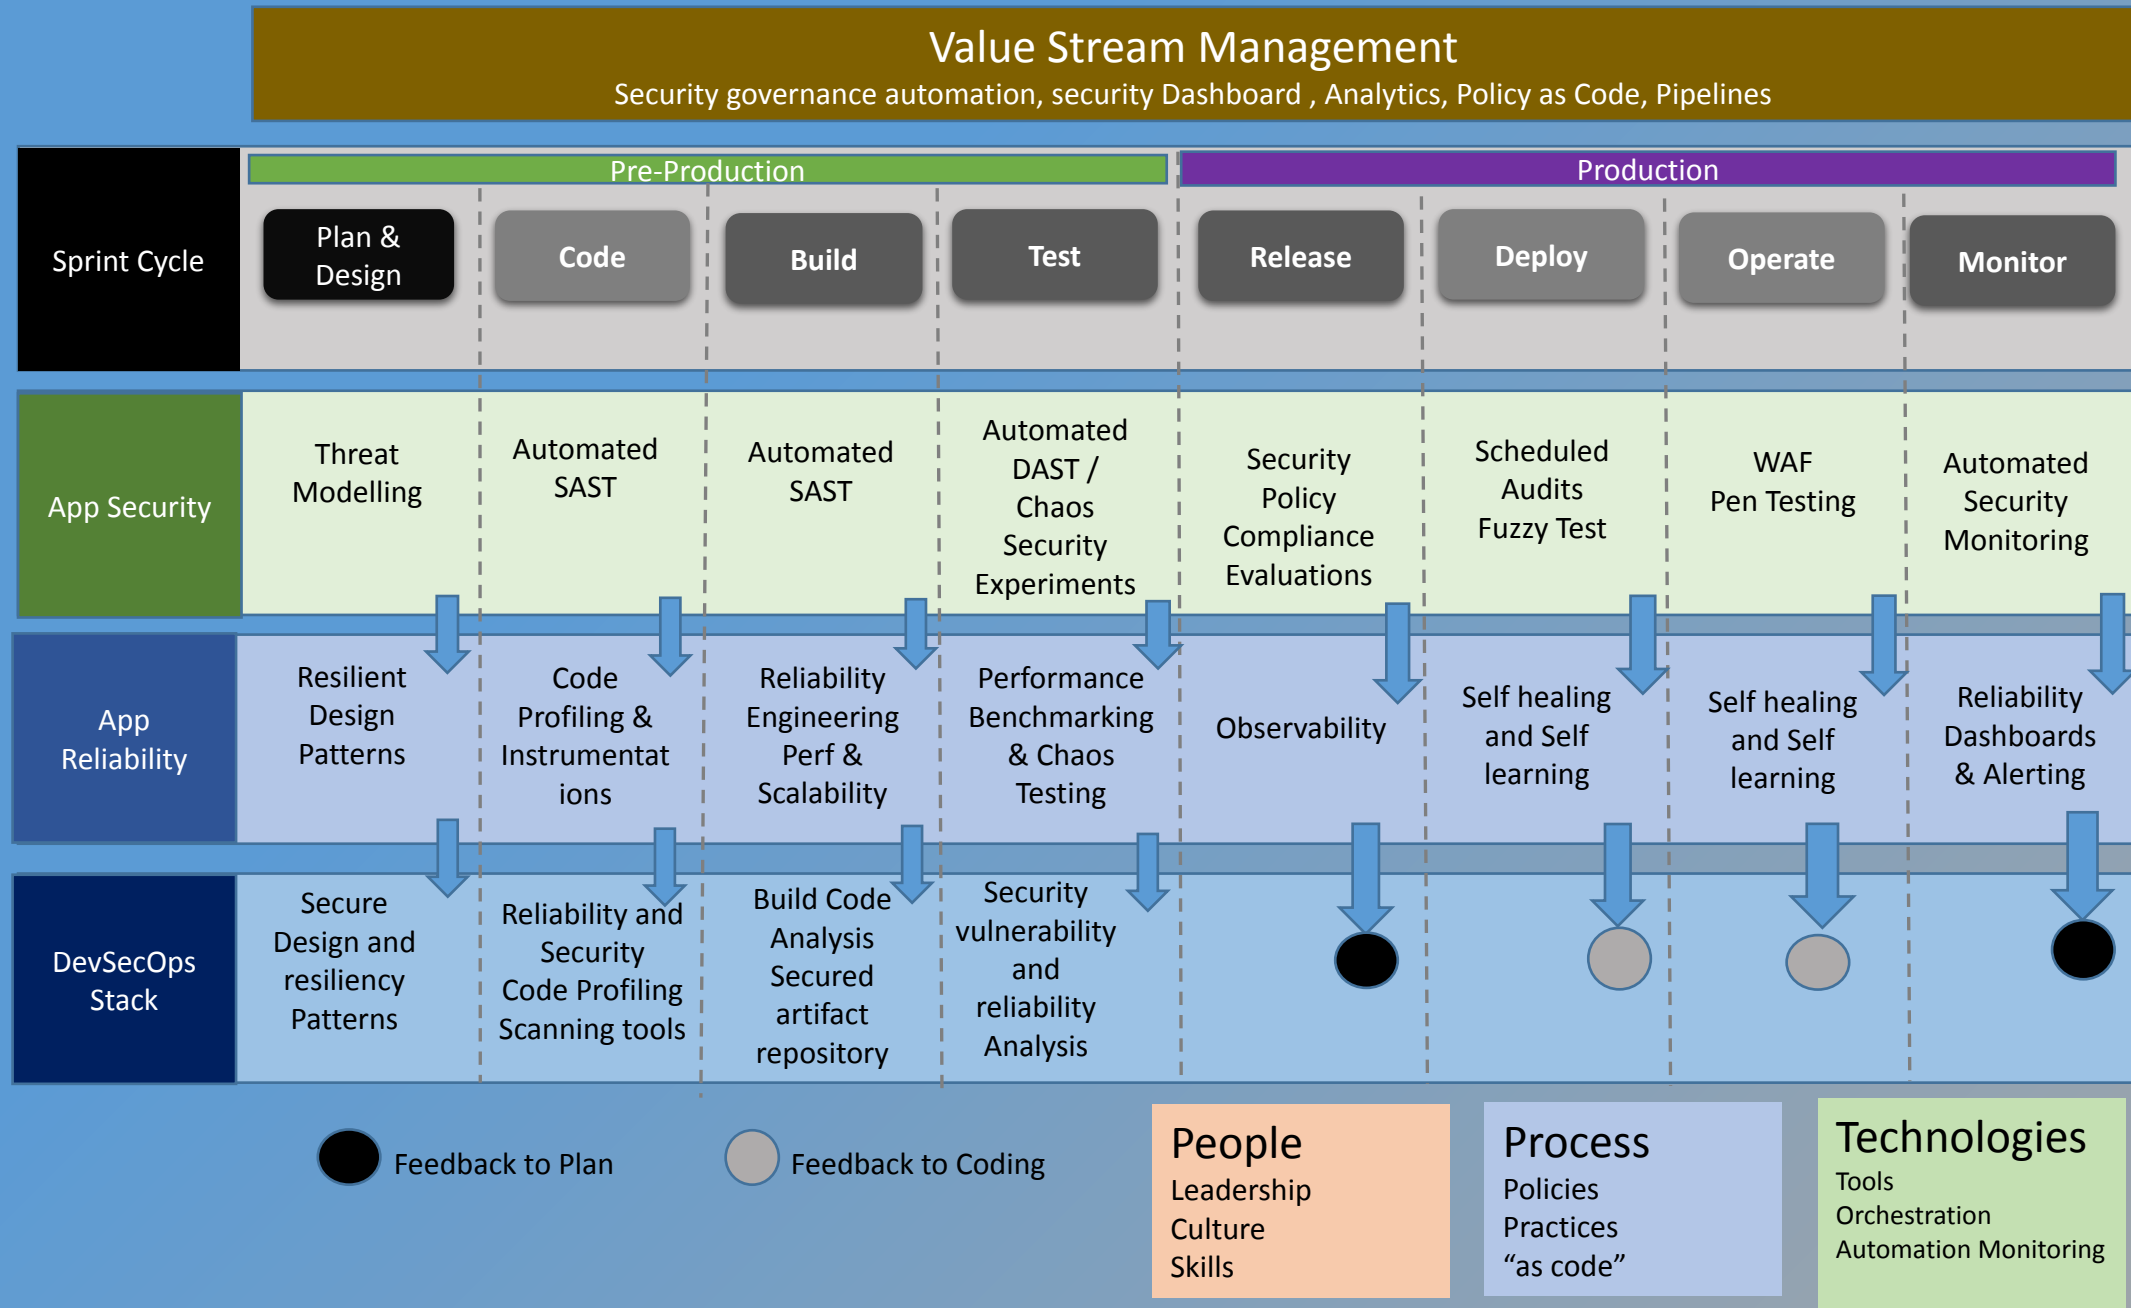 Value Stream Management
Security governance automation, security Dashboard , Analytics, Policy as Code, Pipelines
Pre-Production
Production
Sprint Cycle
Plan &
Design
Code
Build
Test
Release
Deploy
Operate
Monitor
App Security
Threat
Modelling
Automated
SAST
Automated
SAST
Automated
DAST /
Chaos
Security
Experiments
Security
Policy
Compliance
Evaluations
Scheduled
Audits
Fuzzy Test
WAF
Pen Testing
Automated
Security
Monitoring
App
Reliability
Resilient
Design
Patterns
Code
Profiling &
Instrumentat
ions
Reliability
Engineering
Perf &
Scalability
Performance
Benchmarking
& Chaos
Testing
Observability
Self healing
and Self
learning
Self healing
and Self
learning
Reliability
Dashboards
& Alerting
DevSecOps
Stack
Secure
Design and
resiliency
Patterns
Reliability and
Security
Code Profiling
Scanning tools
Build Code
Analysis
Secured
artifact
repository
Security
vulnerability
and
reliability
Analysis
Feedback to Plan
Feedback to Coding
People
Leadership
Culture
Skills
Process
Policies
Practices
“as code”
Technologies
Tools
Orchestration
Automation Monitoring